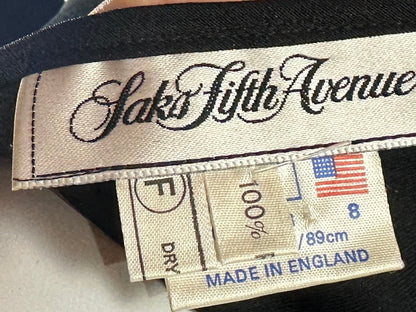 Saks Fifth Avenue
F
DRY
100%
8
/89cm
MADE IN ENGLAND